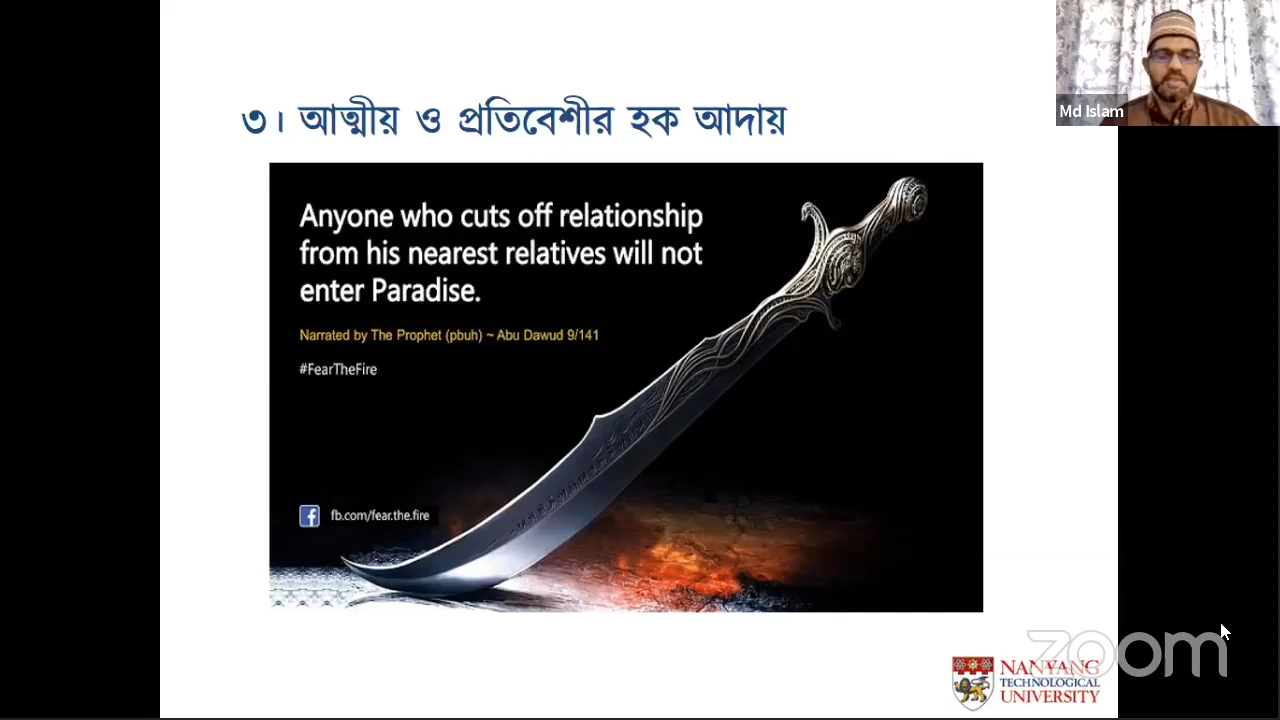 ৩। আত্মীয় ও প্রতিবেশীর হক আদায়
Md Islam
Anyone who cuts off relationship
from his nearest relatives will not
enter Paradise.
Narrated by The Prophet (pbuh) ~ Abu Dawud 9/141
#FearTheFire
fb.com/fear.the.fire
zoom
NANYANG
TECHNOLOGICAL
UNIVERSITY